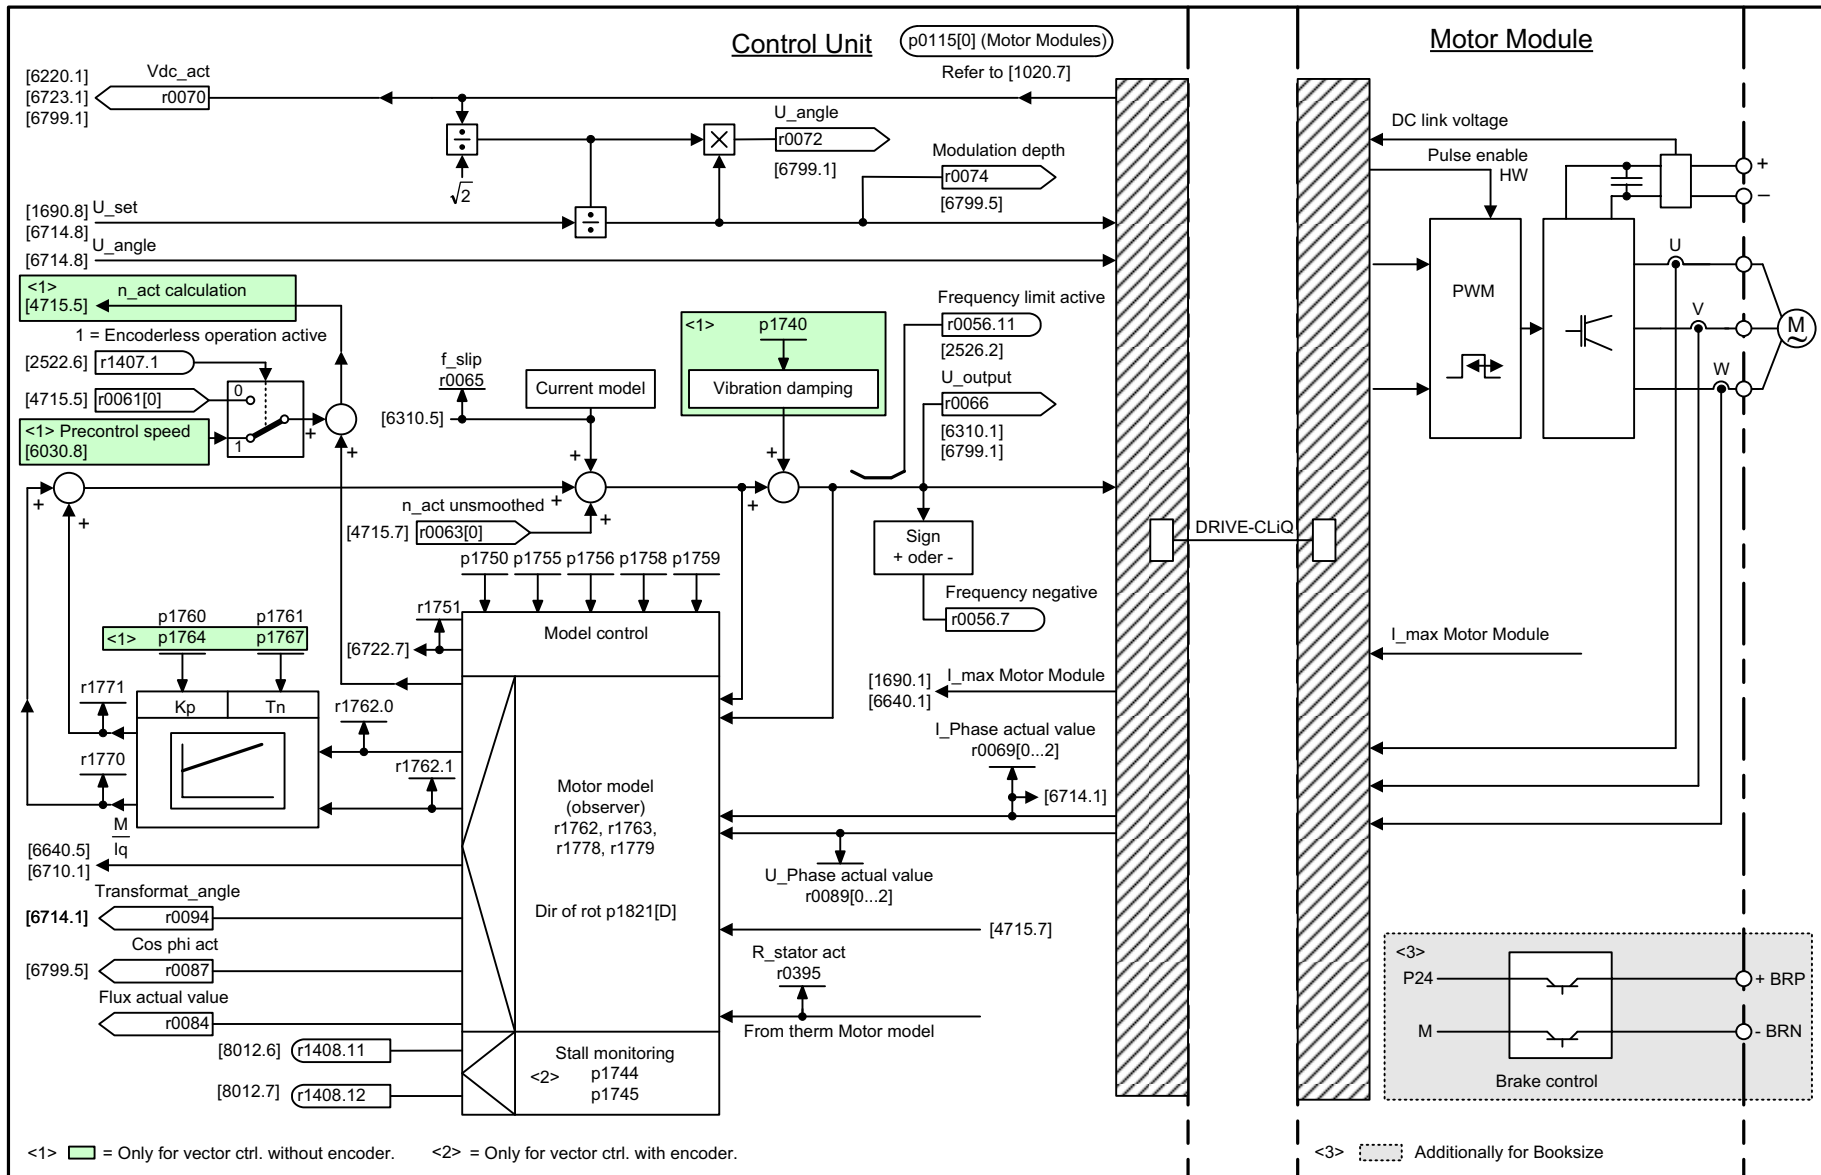 Control Unit
p0115[0] (Motor Modules)
Motor Module
[6220.1]
[6723.1]
[6799.1]
Vdc_act
r0070
Refer to [1020.7]
÷
√2
×
U_angle
r0072
[6799.1]
Modulation depth
r0074
[6799.5]
DC link voltage
Pulse enable
HW
+
–
[1690.8]
[6714.8]
U_set
÷
[6714.8]
U_angle
<1>
[4715.5]
n_act calculation
1 = Encoderless operation active
[2522.6]
r1407.1
[4715.5]
r0061[0]
0
1
+
+
<1> Precontrol speed
[6030.8]
f_slip
r0065
[6310.5]
Current model
<1>
p1740
Vibration damping
Frequency limit active
r0056.11
[2526.2]
U_output
r0066
[6310.1]
[6799.1]
PWM
U
V
W
M
~
+
+
+
+
+
+
+
n_act unsmoothed
[4715.7]
r0063[0]
Sign
+ oder -
Frequency negative
r0056.7
DRIVE-CLiQ
p1750
p1755
p1756
p1758
p1759
r1751
[6722.7]
Model control
p1760
p1761
<1>
p1764
p1767
Kp
Tn
r1771
r1770
r1762.0
r1762.1
Motor model
(observer)
r1762, r1763,
r1778, r1779
Dir of rot p1821[D]
[1690.1]
[6640.1]
I_max Motor Module
I_max Motor Module
I_Phase actual value
r0069[0...2]
[6714.1]
U_Phase actual value
r0089[0...2]
[4715.7]
R_stator act
r0395
From therm Motor model
M
Iq
[6640.5]
[6710.1]
Transformat_angle
[6714.1]
r0094
Cos phi act
[6799.5]
r0087
Flux actual value
r0084
[8012.6]
r1408.11
[8012.7]
r1408.12
Stall monitoring
<2>
p1744
p1745
<3>
P24
+ BRP
M
- BRN
Brake control
<1>
= Only for vector ctrl. without encoder.
<2> = Only for vector ctrl. with encoder.
<3>
Additionally for Booksize